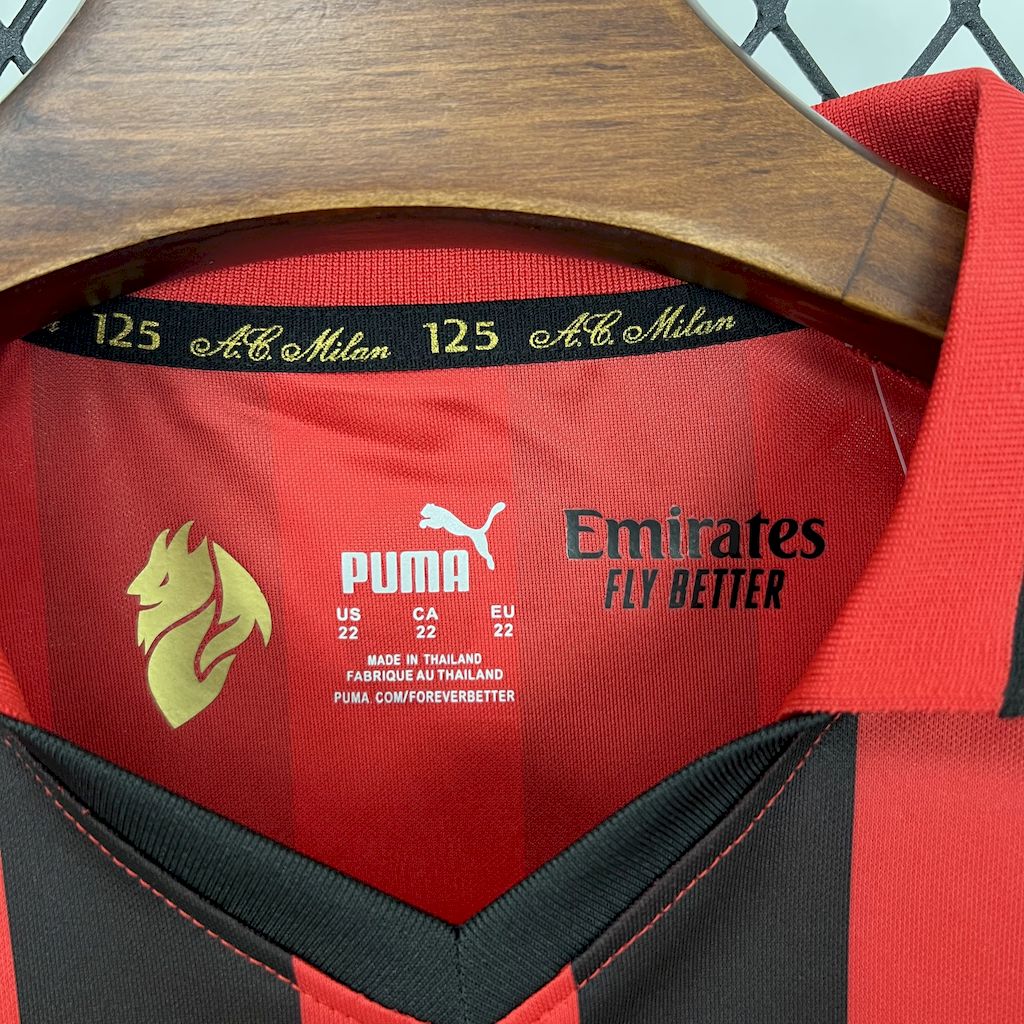 125 A.C. Milan 125 A.C. Milan
PUMA
US CA EU
22 22 22
MADE IN THAILAND
FABRIQUE AU THAILAND
PUMA.COM/FOREVERBETTER
Emirates
FLY BETTER